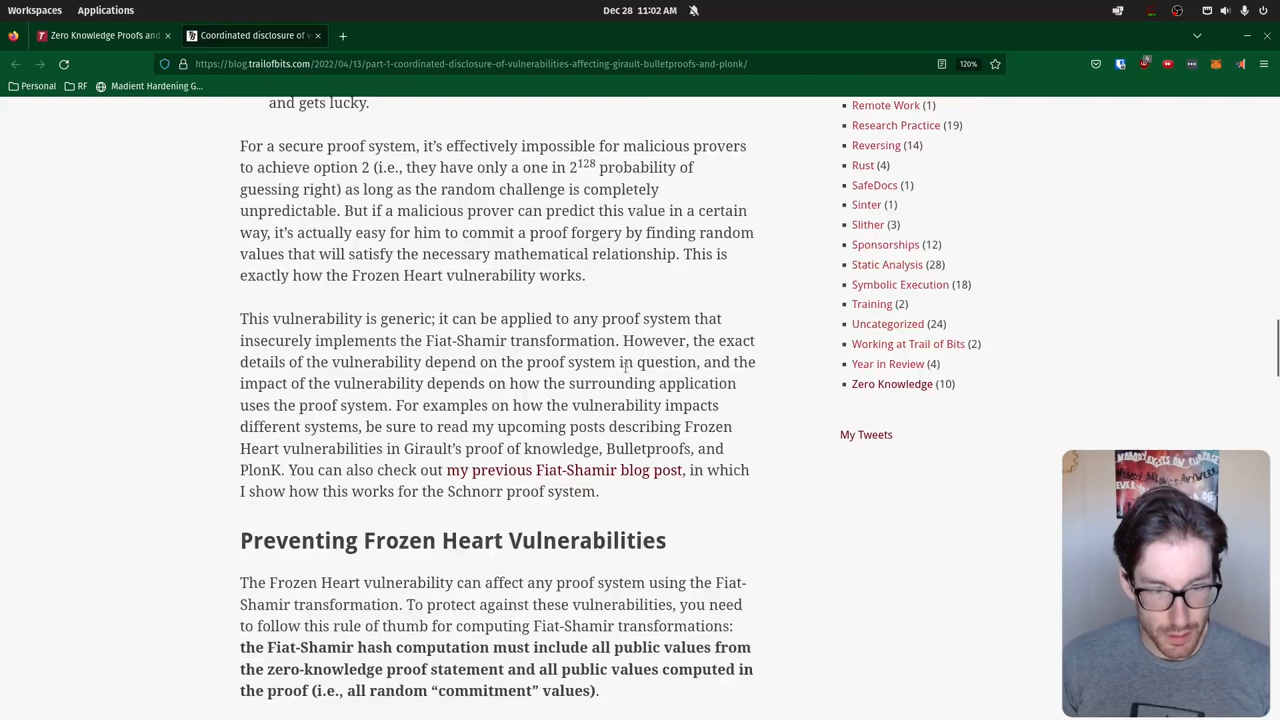 Workspaces
Applications
Dec 28 11:02 AM
Zero Knowledge Proofs and
Coordinated disclosure of v
https://blog.trailofbits.com/2022/04/13/part-1-coordinated-disclosure-of-vulnerabilities-affecting-girault-bulletproofs-and-plonk/
120%
Personal
RF
Madient Hardening G...
and gets lucky.
For a secure proof system, it’s effectively impossible for malicious provers
to achieve option 2 (i.e., they have only a one in 2¹²⁸ probability of
guessing right) as long as the random challenge is completely
unpredictable. But if a malicious prover can predict this value in a certain
way, it’s actually easy for him to commit a proof forgery by finding random
values that will satisfy the necessary mathematical relationship. This is
exactly how the Frozen Heart vulnerability works.
This vulnerability is generic; it can be applied to any proof system that
insecurely implements the Fiat-Shamir transformation. However, the exact
details of the vulnerability depend on the proof system in question, and the
impact of the vulnerability depends on how the surrounding application
uses the proof system. For examples on how the vulnerability impacts
different systems, be sure to read my upcoming posts describing Frozen
Heart vulnerabilities in Girault’s proof of knowledge, Bulletproofs, and
PlonK. You can also check out my previous Fiat-Shamir blog post, in which
I show how this works for the Schnorr proof system.
Preventing Frozen Heart Vulnerabilities
The Frozen Heart vulnerability can affect any proof system using the Fiat-
Shamir transformation. To protect against these vulnerabilities, you need
to follow this rule of thumb for computing Fiat-Shamir transformations:
the Fiat-Shamir hash computation must include all public values from
the zero-knowledge proof statement and all public values computed in
the proof (i.e., all random “commitment” values).
Remote Work (1)
Research Practice (19)
Reversing (14)
Rust (4)
SafeDocs (1)
Sinter (1)
Slither (3)
Sponsorships (12)
Static Analysis (28)
Symbolic Execution (18)
Training (2)
Uncategorized (24)
Working at Trail of Bits (2)
Year in Review (4)
Zero Knowledge (10)
My Tweets
NOBODY EXISTS ON PURPOSE